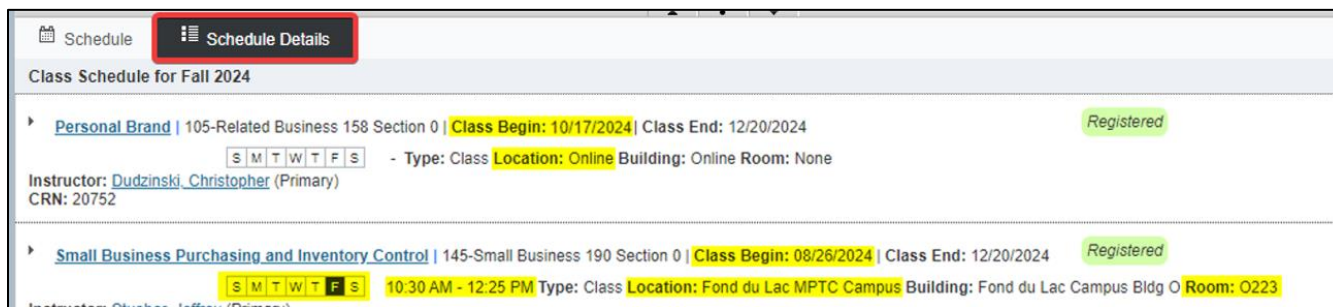 Schedule
Schedule Details
Class Schedule for Fall 2024
Personal Brand | 105-Related Business 158 Section 0 | Class Begin: 10/17/2024| Class End: 12/20/2024 Registered
S M T W T F S - Type: Class Location: Online Building: Online Room: None
Instructor: Dudzinski, Christopher (Primary)
CRN: 20752
Small Business Purchasing and Inventory Control | 145-Small Business 190 Section 0 | Class Begin: 08/26/2024 | Class End: 12/20/2024 Registered
S M T W T F S 10:30 AM - 12:25 PM Type: Class Location: Fond du Lac MPTC Campus Building: Fond du Lac Campus Bldg O Room: O223